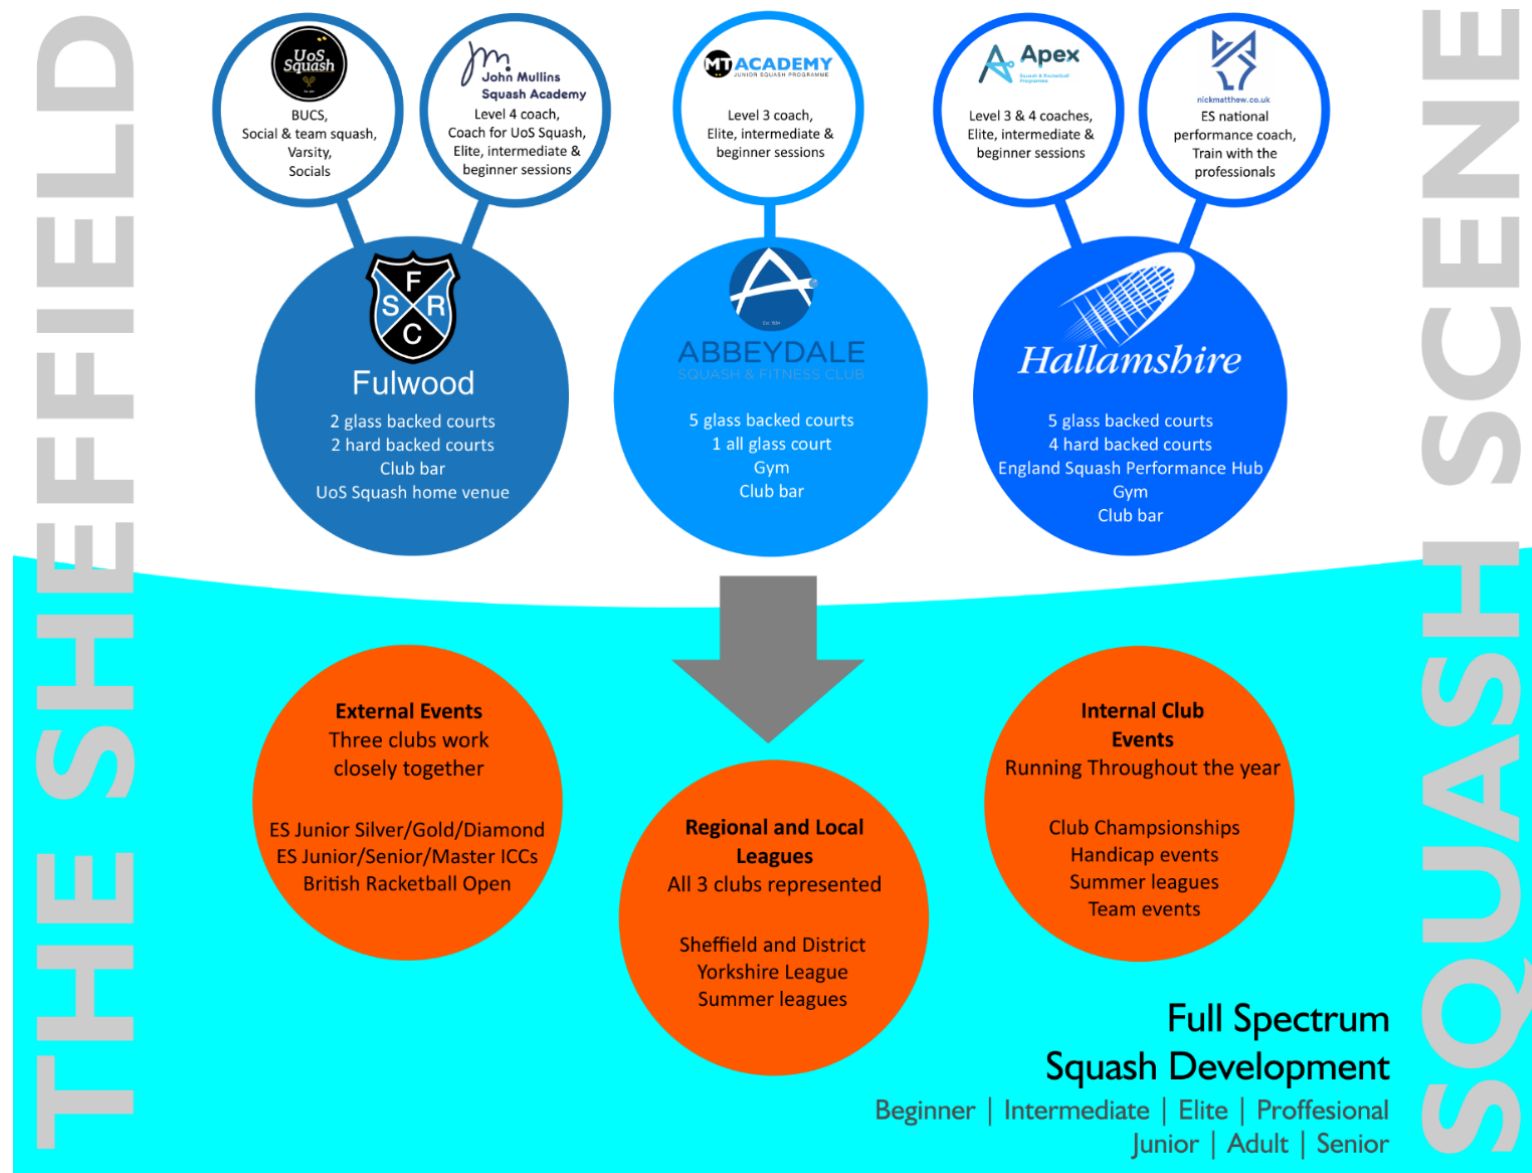 THE SHEFFIELD
SQUASH SCENE
UoS
Squash
BUCS,
Social & team squash,
Varsity,
Socials
jm.
John Mullins
Squash Academy
Level 4 coach,
Coach for UoS Squash,
Elite, intermediate &
beginner sessions
MT ACADEMY
JUNIOR SQUASH PROGRAMME
Level 3 coach,
Elite, intermediate &
beginner sessions
Apex
Squash & Racketball
Programme
Level 3 & 4 coaches,
Elite, intermediate &
beginner sessions
nickmatthew.co.uk
ES national
performance coach,
Train with the
professionals
F
S R
C
Fulwood
2 glass backed courts
2 hard backed courts
Club bar
UoS Squash home venue
ABBEYDALE
SQUASH & FITNESS CLUB
5 glass backed courts
1 all glass court
Gym
Club bar
Hallamshire
5 glass backed courts
4 hard backed courts
England Squash Performance Hub
Gym
Club bar
External Events
Three clubs work
closely together
ES Junior Silver/Gold/Diamond
ES Junior/Senior/Master ICCs
British Racketball Open
Regional and Local
Leagues
All 3 clubs represented
Sheffield and District
Yorkshire League
Summer leagues
Internal Club
Events
Running Throughout the year
Club Champsionships
Handicap events
Summer leagues
Team events
Full Spectrum
Squash Development
Beginner | Intermediate | Elite | Proffesional
Junior | Adult | Senior